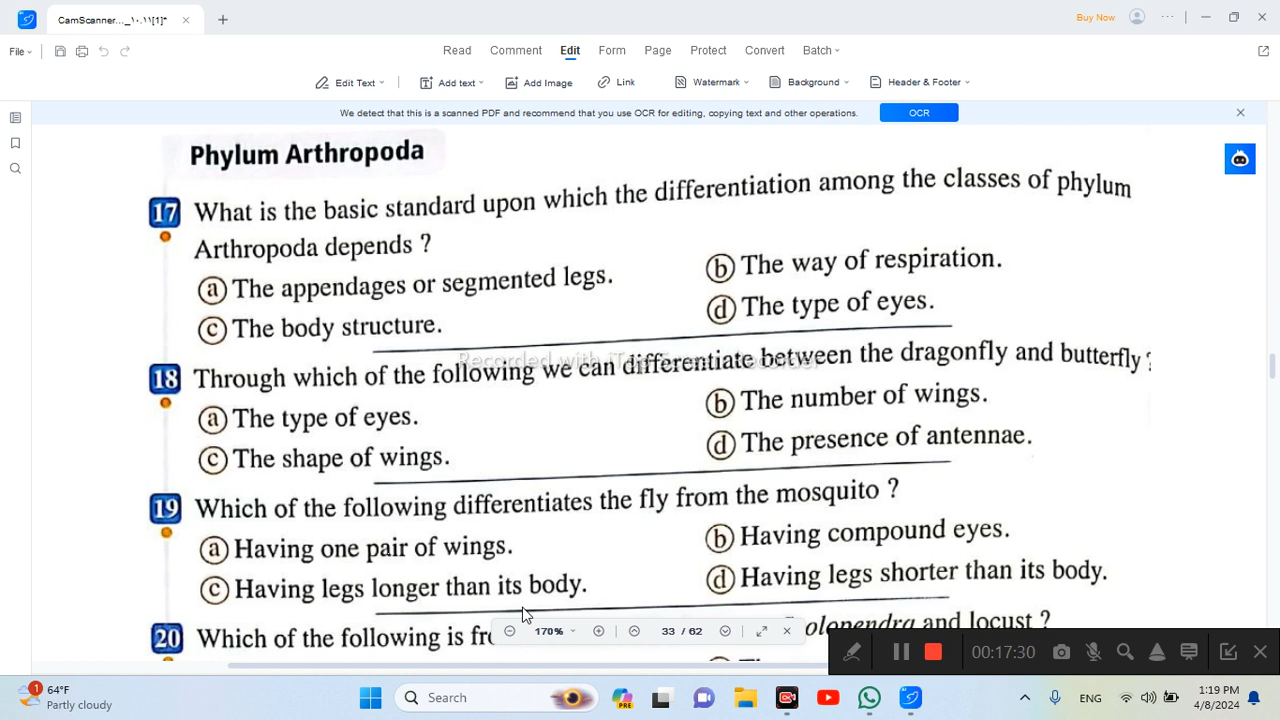 CamScanner..._
Buy Now
File
Read Comment Edit Form Page Protect Convert Batch
Edit Text Add text Add Image Link Watermark Background Header & Footer
We detect that this is a scanned PDF and recommend that you use OCR for editing, copying text and other operations. OCR
Phylum Arthropoda
17 What is the basic standard upon which the differentiation among the classes of phylum
Arthropoda depends ?
a The appendages or segmented legs.
b The way of respiration.
c The body structure.
d The type of eyes.
Recorded with iTop Screen Recorder
18 Through which of the following we can differentiate between the dragonfly and butterfly ?
a The type of eyes.
b The number of wings.
c The shape of wings.
d The presence of antennae.
19 Which of the following differentiates the fly from the mosquito ?
a Having one pair of wings.
b Having compound eyes.
c Having legs longer than its body.
d Having legs shorter than its body.
20 Which of the following is and locust ?
170% 33 / 62
00:17:30
1 64°F
Partly cloudy
Search
PRE
ENG
1:19 PM
4/8/2024